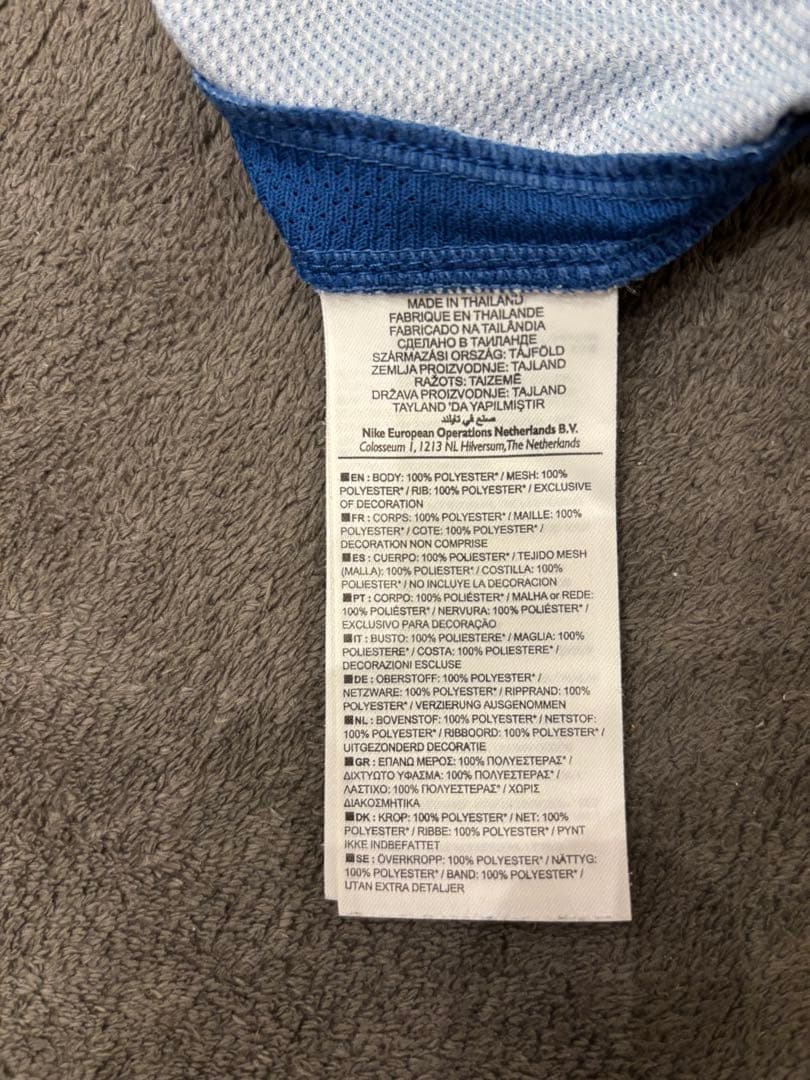 MADE IN THAILAND
FABRIQUE EN THAILANDE
FABRICADO NA TAILÂNDIA
СДЕЛАНО В ТАИЛАНДЕ
SZÁRMAZÁSI ORSZÁG: TAJFÖLD
ZEMLJA PROIZVODNJE: TAJLAND
RAŽOTS: TAIZEMĒ
DRŽAVA PROIZVODNJE: TAJLAND
TAYLAND 'DA YAPILMIŞTIR
صنع في تايلند
Nike European Operations Netherlands B.V.
Colosseum 1, 1213 NL Hilversum, The Netherlands
EN : BODY: 100% POLYESTER* / MESH: 100%
POLYESTER* / RIB: 100% POLYESTER* / EXCLUSIVE
OF DECORATION
FR : CORPS: 100% POLYESTER* / MAILLE: 100%
POLYESTER* / COTE: 100% POLYESTER* /
DECORATION NON COMPRISE
ES : CUERPO: 100% POLIESTER* / TEJIDO MESH
(MALLA): 100% POLIESTER* / COSTILLA: 100%
POLIESTER* / NO INCLUYE LA DECORACION
PT : CORPO: 100% POLIÉSTER* / MALHA or REDE:
100% POLIÉSTER* / NERVURA: 100% POLIÉSTER* /
EXCLUSIVO PARA DECORAÇÃO
IT : BUSTO: 100% POLIESTERE* / MAGLIA: 100%
POLIESTERE* / COSTA: 100% POLIESTERE* /
DECORAZIONI ESCLUSE
DE : OBERSTOFF: 100% POLYESTER* /
NETZWARE: 100% POLYESTER* / RIPPRAND: 100%
POLYESTER* / VERZIERUNG AUSGENOMMEN
NL : BOVENSTOF: 100% POLYESTER* / NETSTOF:
100% POLYESTER* / RIBBOORD: 100% POLYESTER* /
UITGEZONDERD DECORATIE
GR : ΕΠΑΝΩ ΜΕΡΟΣ: 100% ΠΟΛΥΕΣΤΕΡΑΣ* /
ΔΙΧΤΥΩΤΟ ΥΦΑΣΜΑ: 100% ΠΟΛΥΕΣΤΕΡΑΣ* /
ΛΑΣΤΙΧΟ: 100% ΠΟΛΥΕΣΤΕΡΑΣ* / ΧΩΡΙΣ
ΔΙΑΚΟΣΜΗΤΙΚΑ
DK : KROP: 100% POLYESTER* / NET: 100%
POLYESTER* / RIBBE: 100% POLYESTER* / PYNT
IKKE INDBEFATTET
SE : ÖVERKROPP: 100% POLYESTER* / NÄTTYG:
100% POLYESTER* / BAND: 100% POLYESTER* /
UTAN EXTRA DETALJER